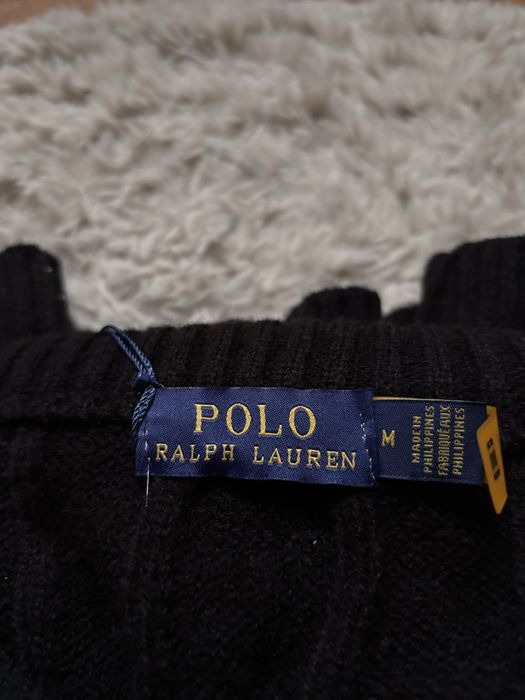 POLO
RALPH LAUREN
M
MADE IN
PHILIPPINES
FABRIQUÉ AUX
PHILIPPINES